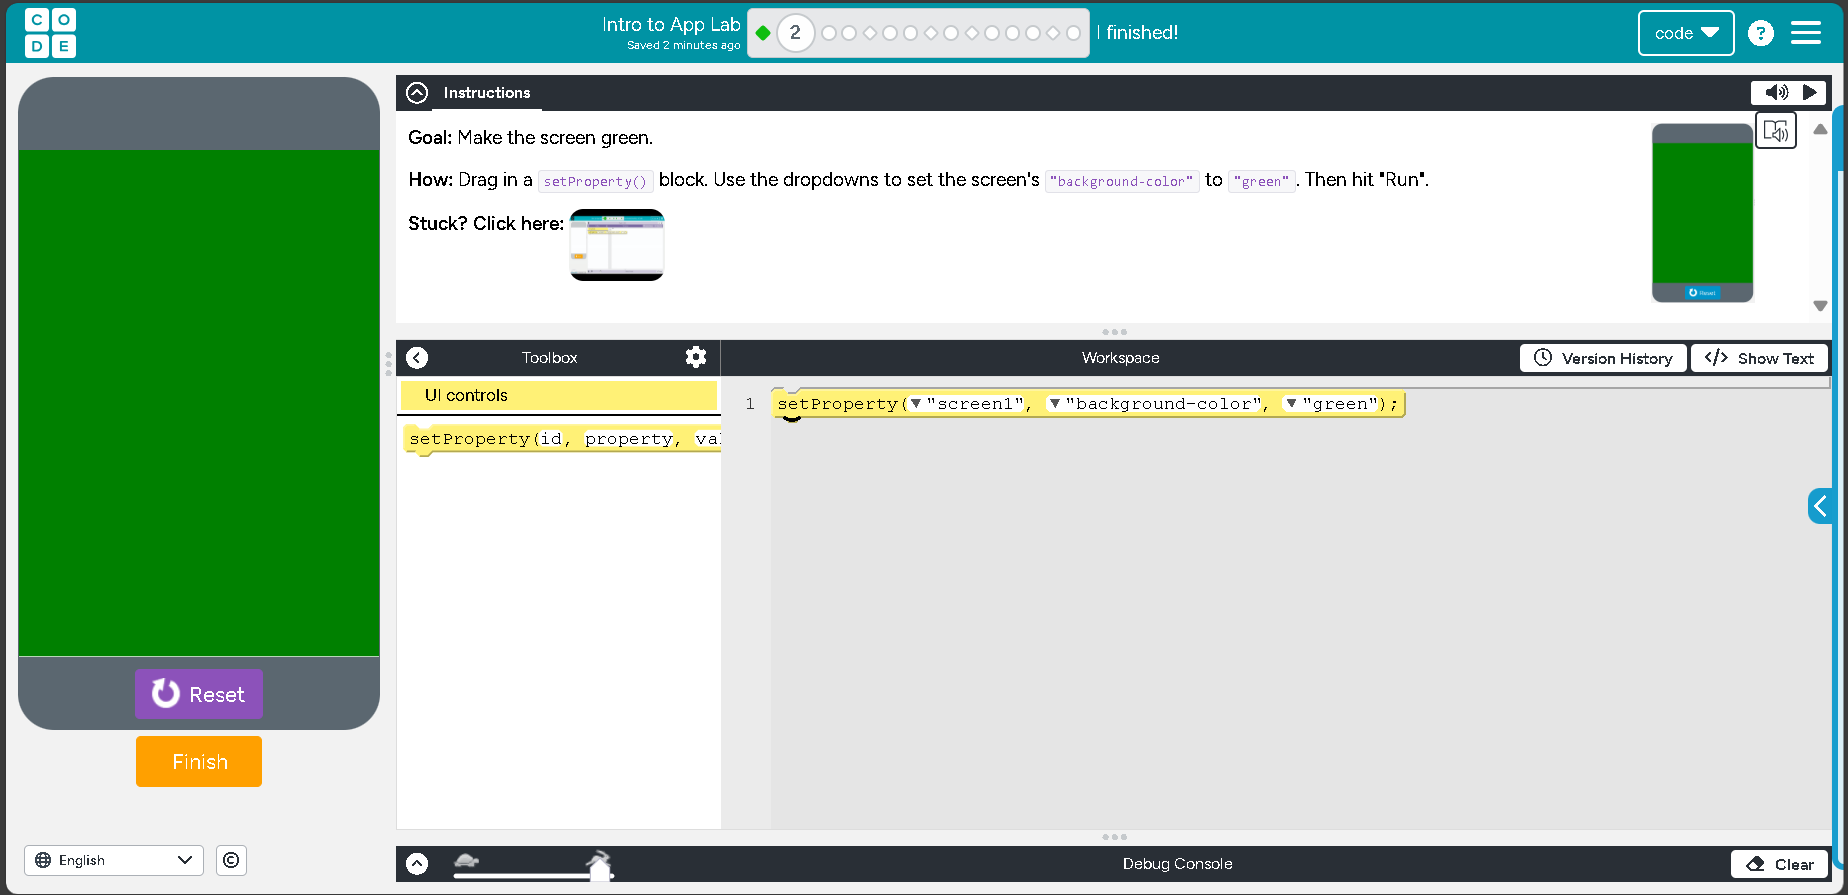 C O
D E
Intro to App Lab
Saved 2 minutes ago
2
I finished!
code
?
Instructions
Goal: Make the screen green.
How: Drag in a setProperty() block. Use the dropdowns to set the screen's "background-color" to "green". Then hit "Run".
Stuck? Click here:
Reset
Toolbox
Workspace
Version History
</> Show Text
UI controls
setProperty(id, property, val
1
setProperty(▼"screen1", ▼"background-color", ▼"green");
Reset
Finish
English
©
Debug Console
Clear